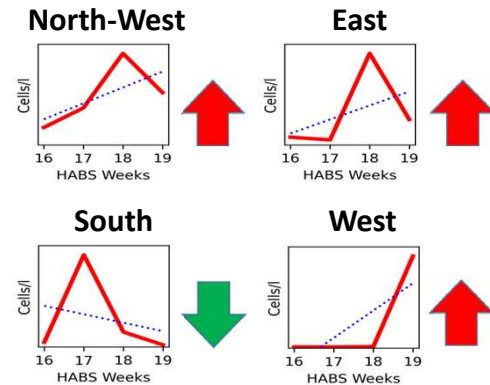 North-West
Cells/l
16 17 18 19
HABS Weeks
East
Cells/l
16 17 18 19
HABS Weeks
South
Cells/l
16 17 18 19
HABS Weeks
West
Cells/l
16 17 18 19
HABS Weeks